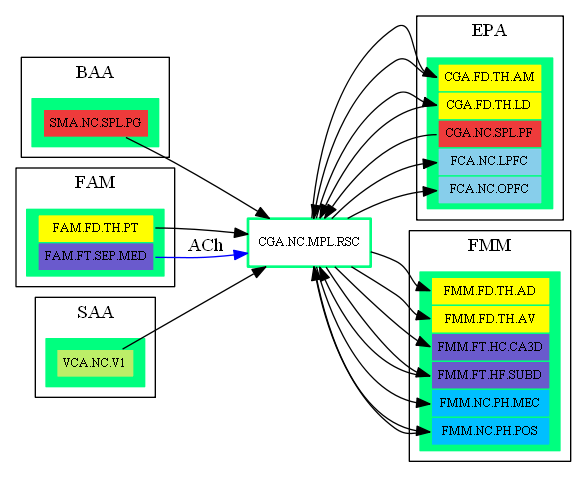 BAA
SMA.NC.SPL.PG
FAM
FAM.FD.TH.PT
FAM.FT.SEP.MED
ACh
SAA
VCA.NC.V1
CGA.NC.MPL.RSC
EPA
CGA.FD.TH.AM
CGA.FD.TH.LD
CGA.NC.SPL.PF
FCA.NC.LPFC
FCA.NC.OPFC
FMM
FMM.FD.TH.AD
FMM.FD.TH.AV
FMM.FT.HC.CA3D
FMM.FT.HF.SUBD
FMM.NC.PH.MEC
FMM.NC.PH.POS